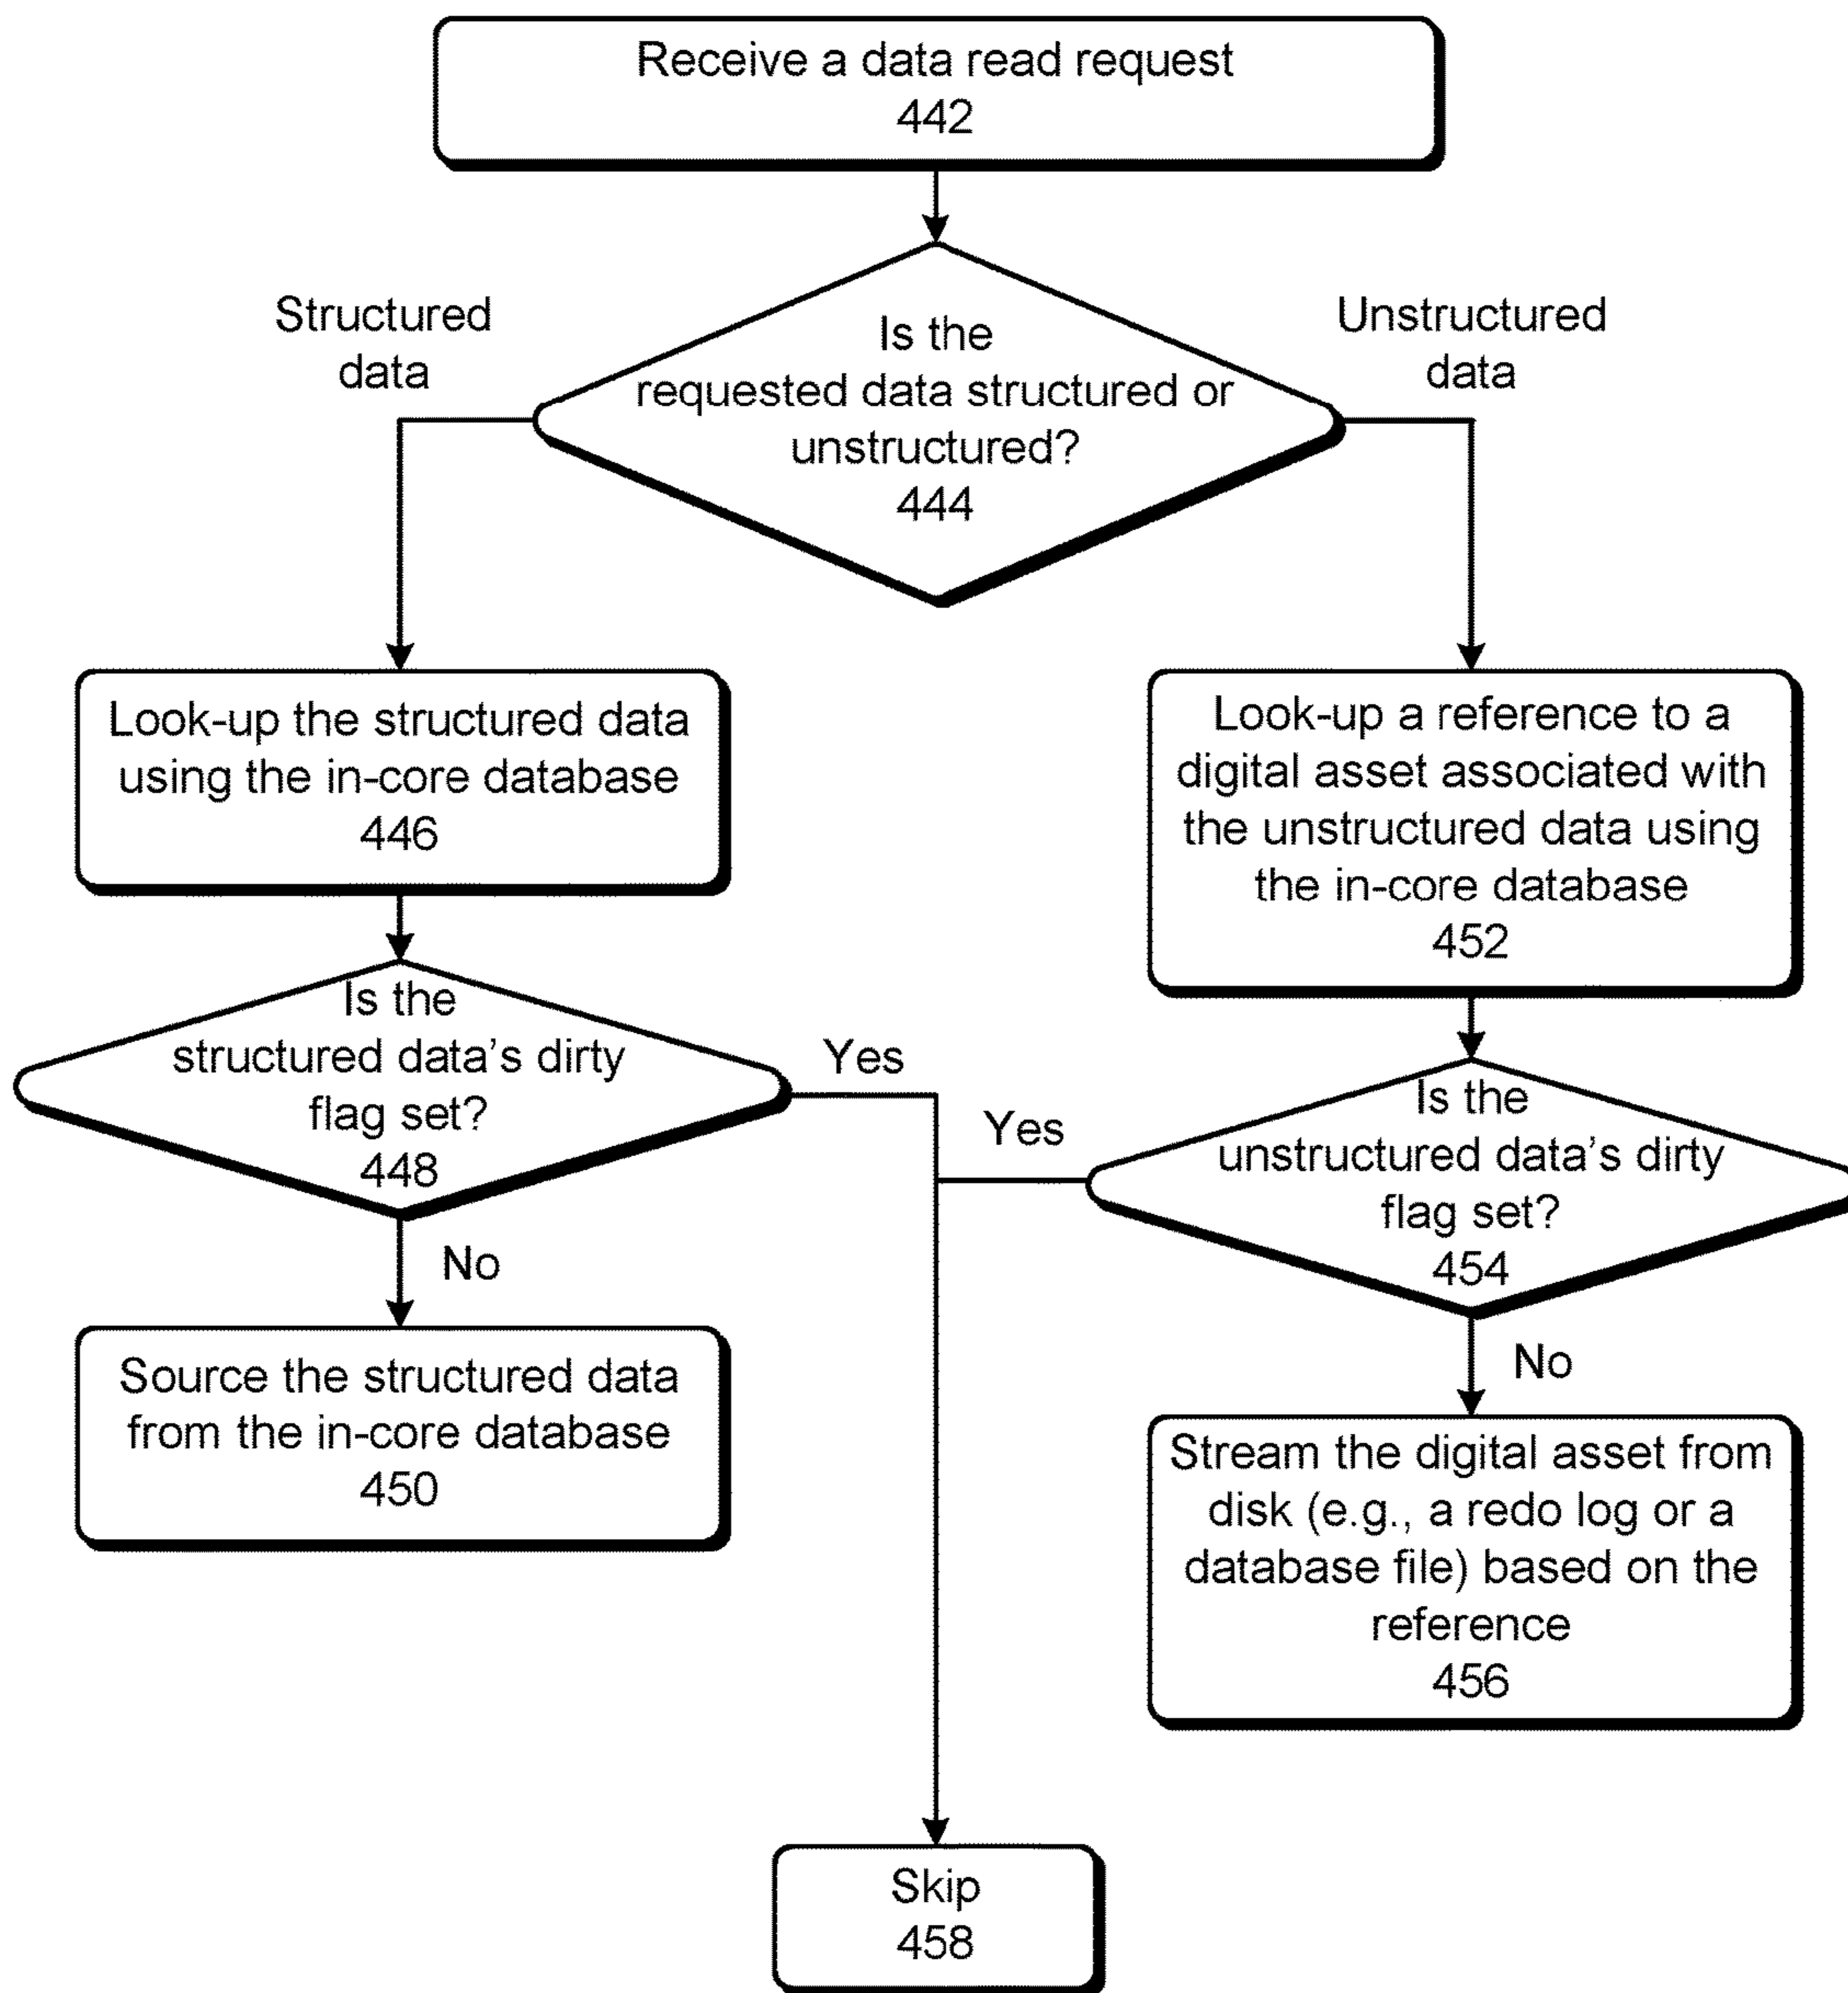 Receive a data read request
442
Structured
data
Is the
requested data structured or
unstructured?
444
Unstructured
data
Look-up the structured data
using the in-core database
446
Look-up a reference to a
digital asset associated with
the unstructured data using
the in-core database
452
Is the
structured data's dirty
flag set?
448
Yes
Yes
Is the
unstructured data's dirty
flag set?
454
No
Source the structured data
from the in-core database
450
No
Stream the digital asset from
disk (e.g., a redo log or a
database file) based on the
reference
456
Skip
458